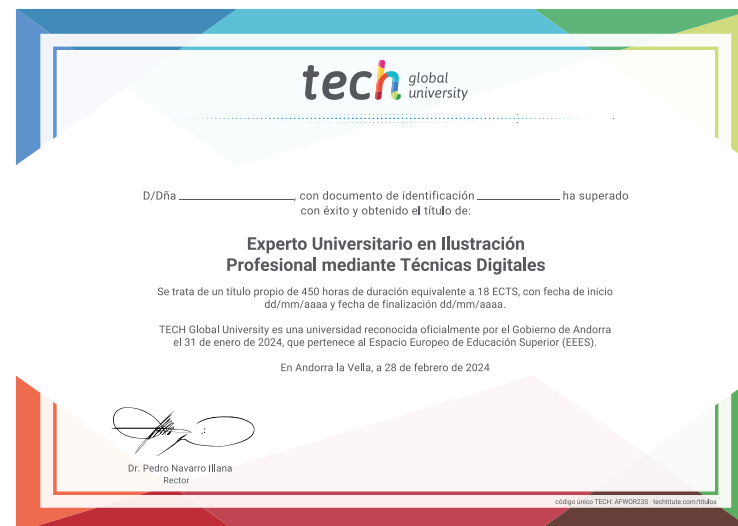 tech global university
D/Dña ____________, con documento de identificación ____________ ha superado
con éxito y obtenido el título de:
Experto Universitario en Ilustración
Profesional mediante Técnicas Digitales
Se trata de un título propio de 450 horas de duración equivalente a 18 ECTS, con fecha de inicio
dd/mm/aaaa y fecha de finalización dd/mm/aaaa.
TECH Global University es una universidad reconocida oficialmente por el Gobierno de Andorra
el 31 de enero de 2024, que pertenece al Espacio Europeo de Educación Superior (EEES).
En Andorra la Vella, a 28 de febrero de 2024
Dr. Pedro Navarro Illana
Rector
código único TECH: AFWOR23S techtitute.com/titulos